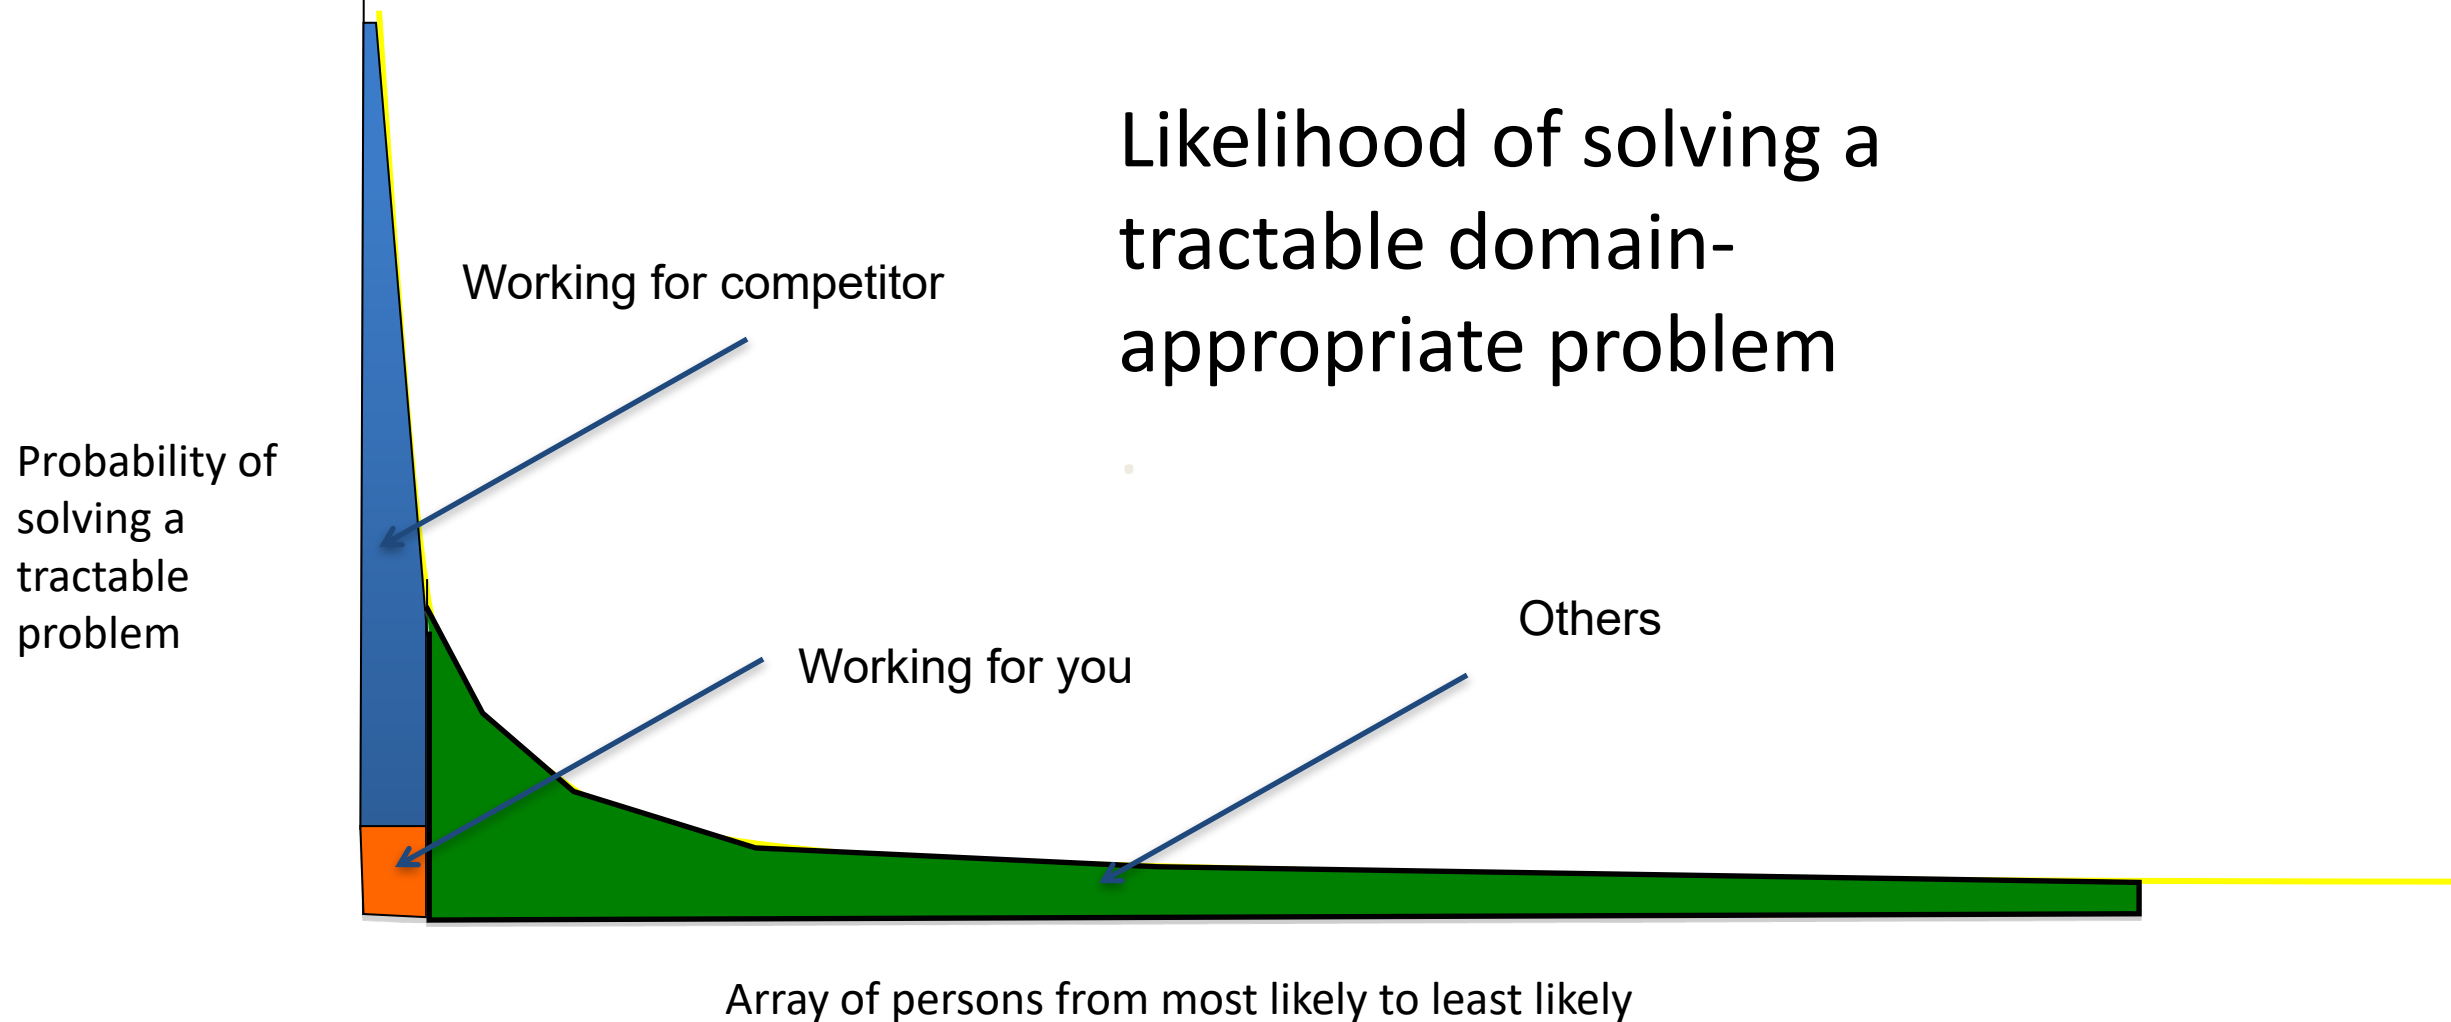 Likelihood of solving a
tractable domain-
appropriate problem
.
Working for competitor
Probability of
solving a
tractable
problem
Others
Working for you
Array of persons from most likely to least likely